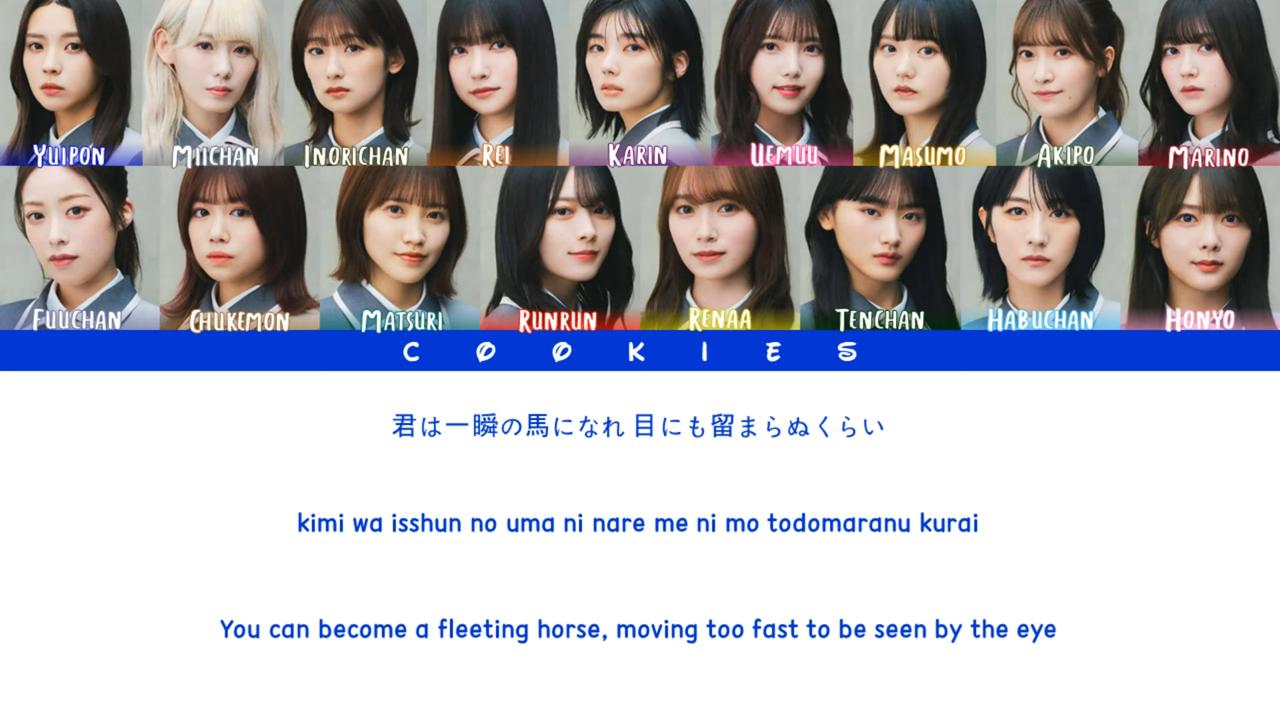 YUIPON MIICHAN INORICHAN REI KARIN UEMUU MASUMO AKIPO MARINO
FUUCHAN CHUKEMON MATSURI RUNRUN RENAA TENCHAN HABUCHAN HONYO
COOKIES
君は一瞬の馬になれ 目にも留まらぬくらい
kimi wa isshun no uma ni nare me ni mo todomaranu kurai
You can become a fleeting horse, moving too fast to be seen by the eye